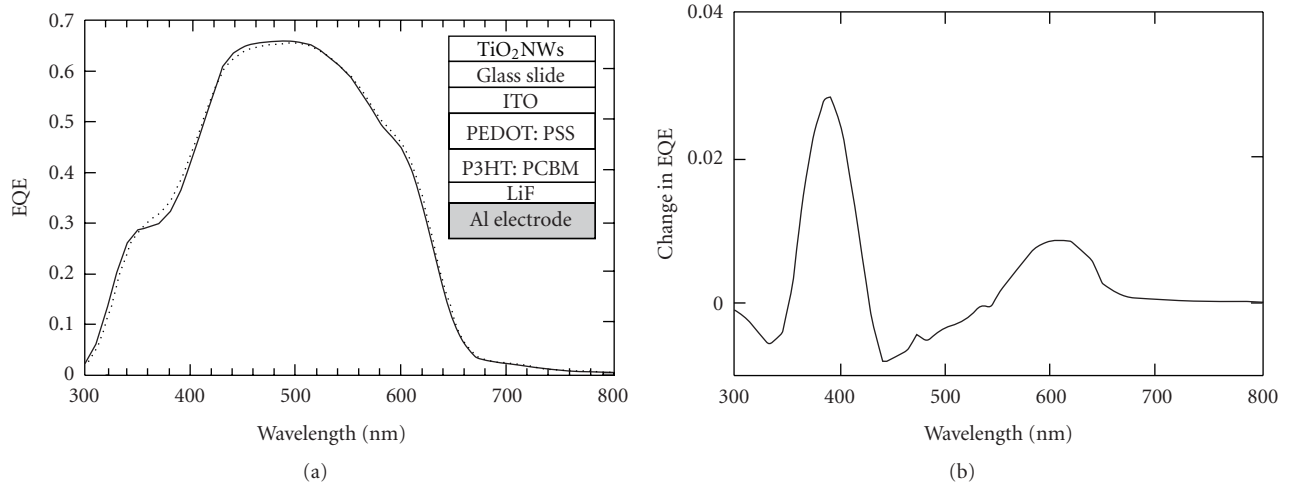 0.7
0.6
0.5
0.4
0.3
0.2
0.1
0
EQE
300
400
500
600
700
800
Wavelength (nm)
TiO2NWs
Glass slide
ITO
PEDOT: PSS
P3HT: PCBM
LiF
Al electrode
(a)
0.04
0.02
0
−0.01
Change in EQE
300
400
500
600
700
800
Wavelength (nm)
(b)